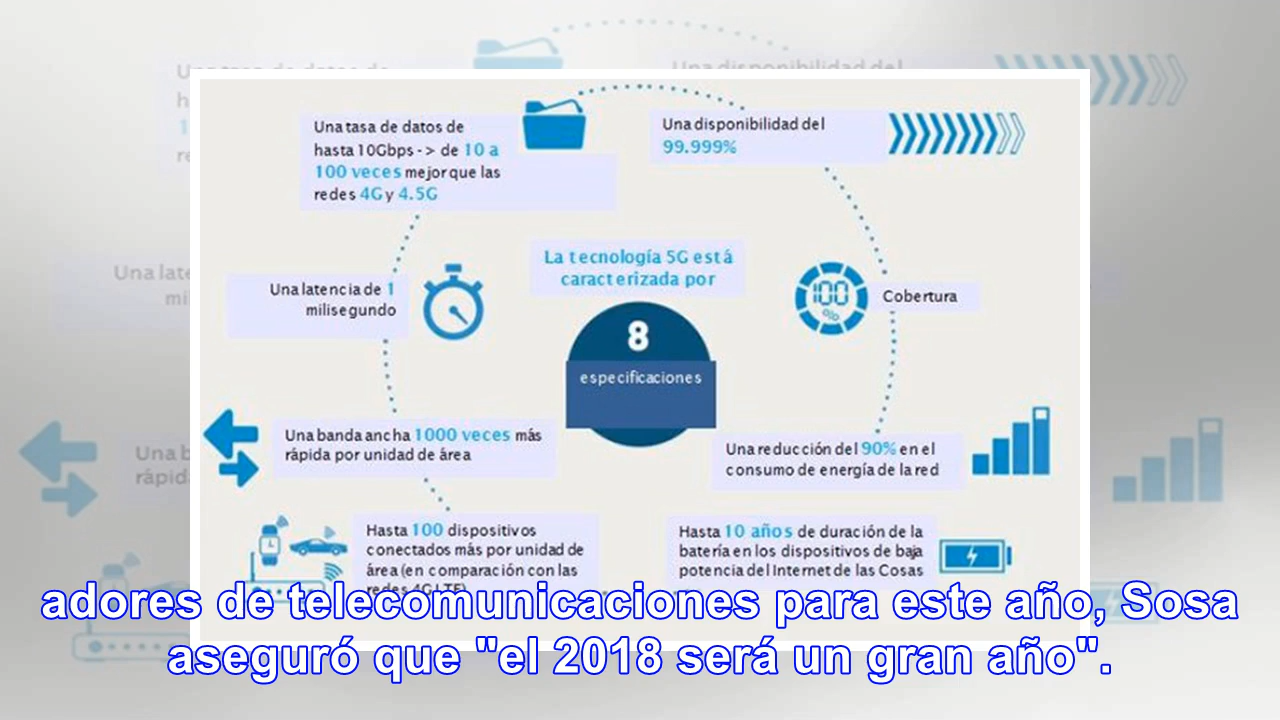 Una tasa de datos de
hasta 10Gbps -> de 10 a
100 veces mejor que las
redes 4G y 4.5G
Una disponibilidad del
99.999%
La tecnología 5G está
caracterizada por
8
especificaciones
Una latencia de 1
milisegundo
100
%
Cobertura
Una banda ancha 1000 veces más
rápida por unidad de área
Una reducción del 90% en el
consumo de energía de la red
Hasta 100 dispositivos
conectados más por unidad de
área (en comparación con las
redes 4G LTE)
Hasta 10 años de duración de la
batería en los dispositivos de baja
potencia del Internet de las Cosas
adores de telecomunicaciones para este año, Sosa
aseguró que "el 2018 será un gran año".